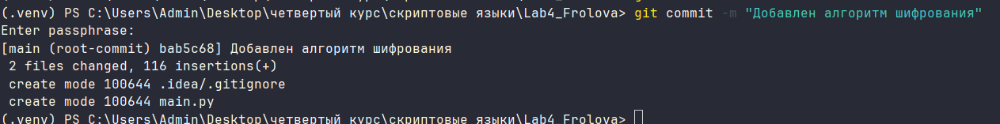 (.venv) PS C:\Users\Admin\Desktop\четвертый курс\скриптовые языки\Lab4_Frolova> git commit -m "Добавлен алгоритм шифрования"
Enter passphrase:
[main (root-commit) bab5c68] Добавлен алгоритм шифрования
 2 files changed, 116 insertions(+)
 create mode 100644 .idea/.gitignore
 create mode 100644 main.py
(.venv) PS C:\Users\Admin\Desktop\четвертый курс\скриптовые языки\Lab4_Frolova>